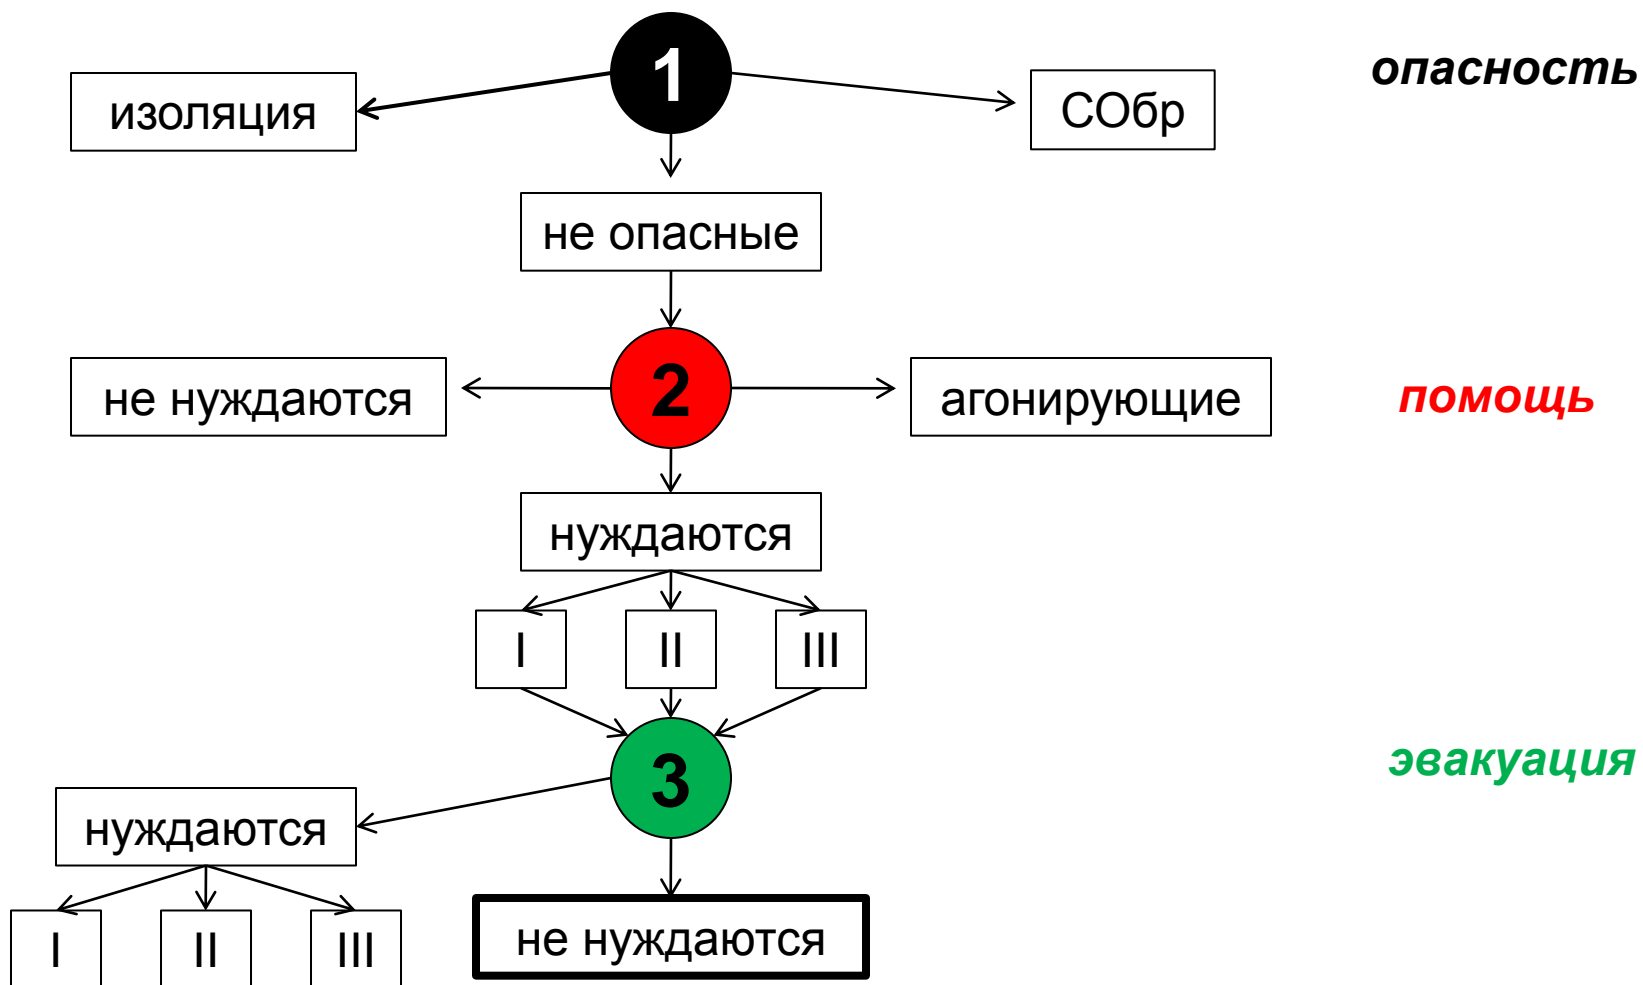 1
опасность
изоляция
СОбр
не опасные
не нуждаются
2
агонирующие
помощь
нуждаются
I
II
III
3
эвакуация
нуждаются
не нуждаются
I
II
III